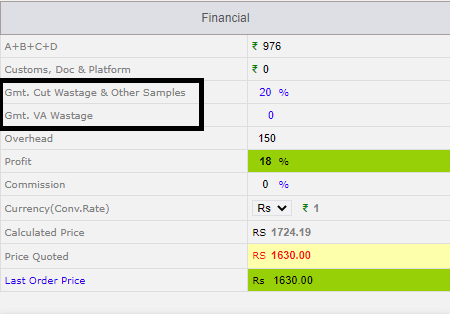 Financial
A+B+C+D ₹ 976
Customs, Doc & Platform ₹ 0
Gmt. Cut Wastage & Other Samples 20 %
Gmt. VA Wastage 0
Overhead 150
Profit 18 %
Commission 0 %
Currency(Conv.Rate) Rs ₹ 1
Calculated Price RS 1724.19
Price Quoted RS 1630.00
Last Order Price Rs 1630.00